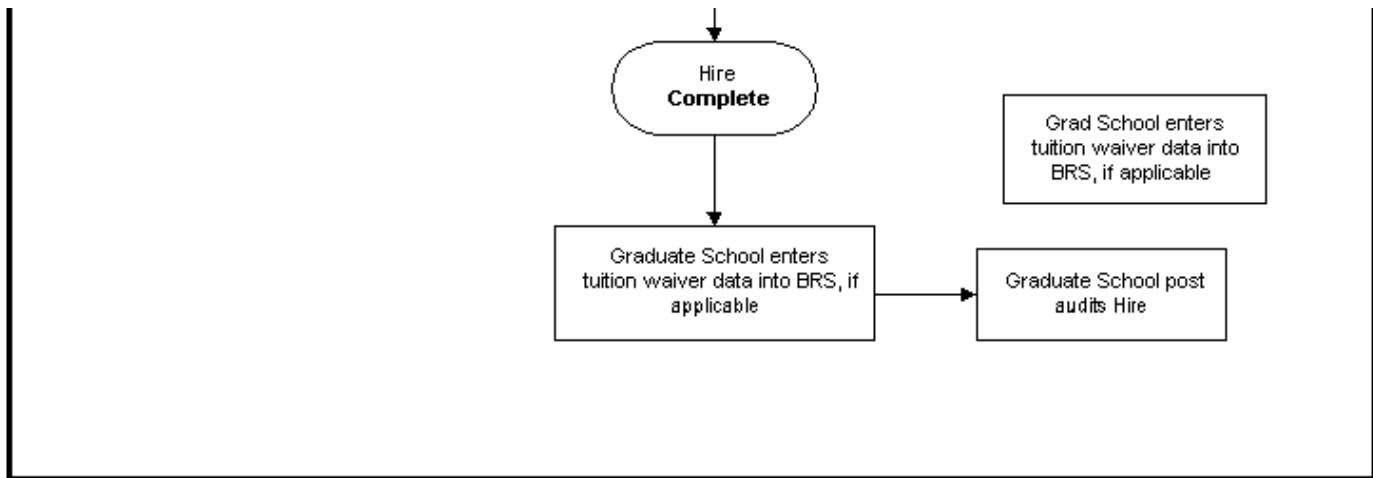 Hire
Complete
Grad School enters
tuition waiver data into
BRS, if applicable
Graduate School enters
tuition waiver data into BRS, if
applicable
Graduate School post
audits Hire